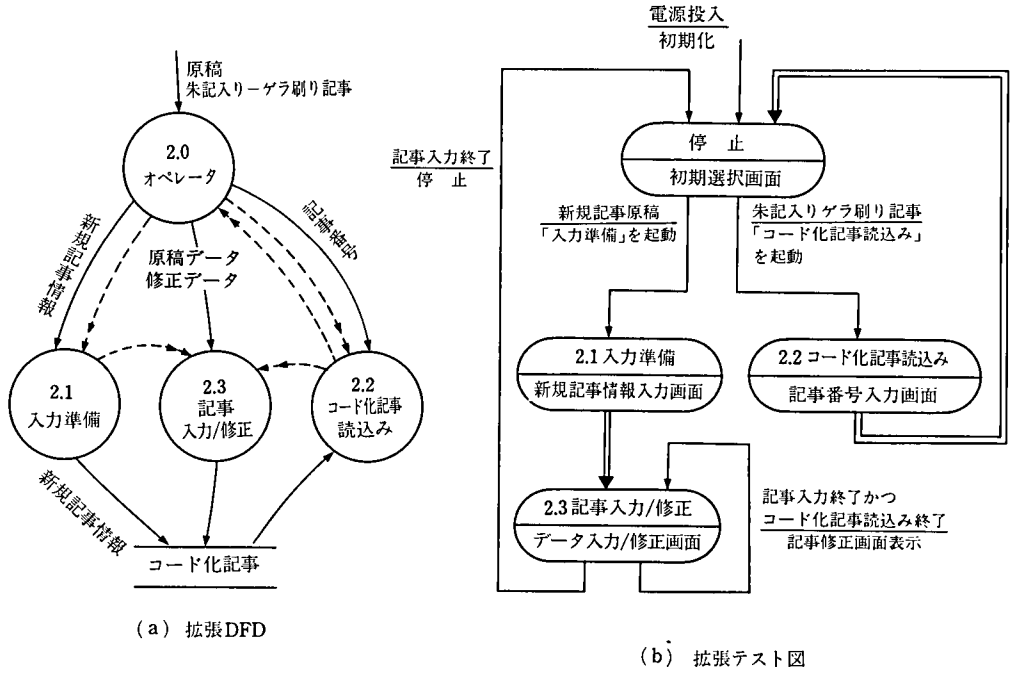 原稿
朱記入り－ゲラ刷り記事
2.0
オペレータ
新規記事情報
記事番号
原稿データ
修正データ
2.1
入力準備
2.3
記事
入力/修正
2.2
コード化記事
読込み
新規記事情報
コード化記事
(a) 拡張DFD
電源投入
初期化
停 止
初期選択画面
記事入力終了
停 止
新規記事原稿
「入力準備」を起動
朱記入りゲラ刷り記事
「コード化記事読込み」
を起動
2.1入力準備
新規記事情報入力画面
2.2コード化記事読込み
記事番号入力画面
2.3記事入力/修正
データ入力/修正画面
記事入力終了かつ
コード化記事読込み終了
記事修正画面表示
(b) 拡張テスト図